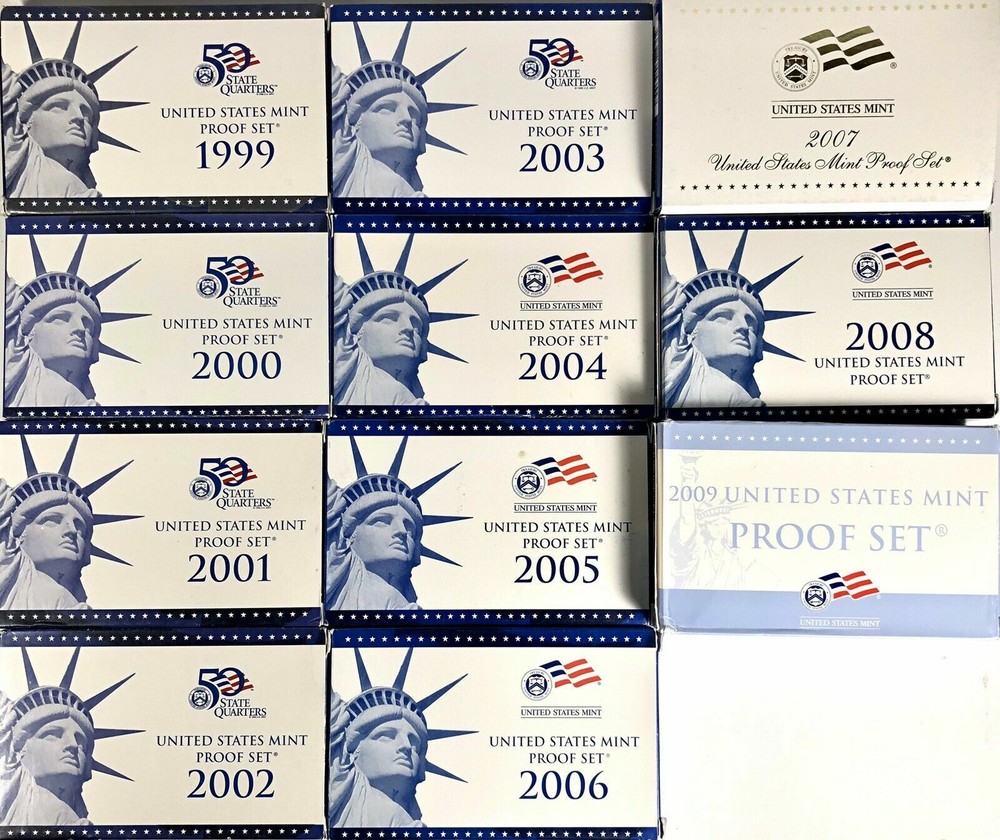 50
STATE
QUARTERS™
UNITED STATES MINT
PROOF SET®
1999
50
STATE
QUARTERS
UNITED STATES MINT
PROOF SET®
2003
UNITED STATES MINT
2007
United States Mint Proof Set®
50
STATE
QUARTERS™
UNITED STATES MINT
PROOF SET®
2000
UNITED STATES MINT
UNITED STATES MINT
PROOF SET®
2004
UNITED STATES MINT
2008
UNITED STATES MINT
PROOF SET®
50
STATE
QUARTERS™
UNITED STATES MINT
PROOF SET®
2001
UNITED STATES MINT
UNITED STATES MINT
PROOF SET®
2005
2009 UNITED STATES MINT
PROOF SET®
UNITED STATES MINT
50
STATE
QUARTERS
UNITED STATES MINT
PROOF SET®
2002
UNITED STATES MINT
UNITED STATES MINT
PROOF SET®
2006